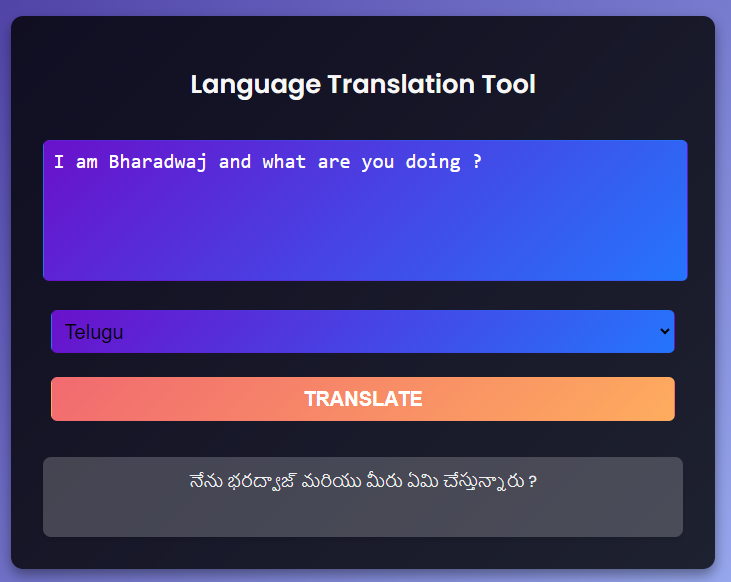 Language Translation Tool
I am Bharadwaj and what are you doing ?
Telugu
TRANSLATE
నేను భరద్వాజ్ మరియు మీరు ఏమి చేస్తున్నారు ?